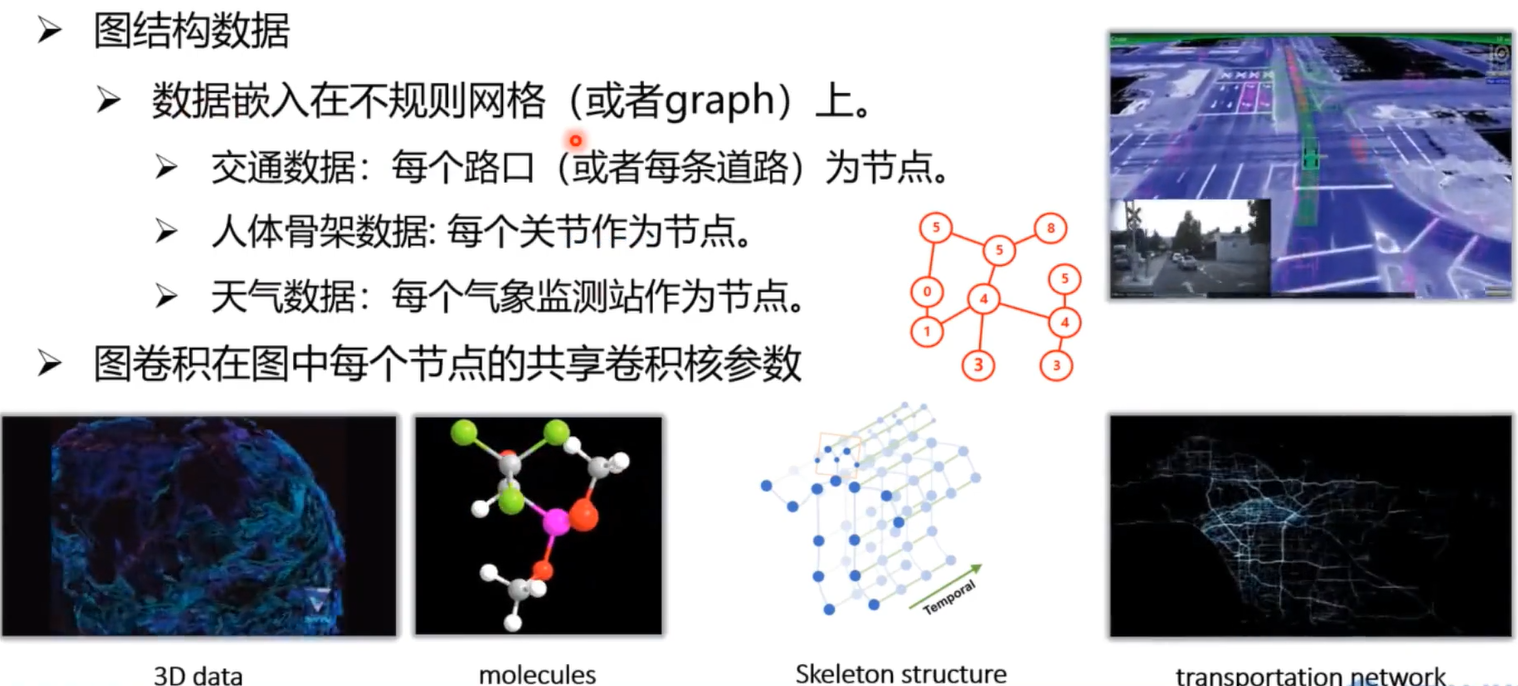 图结构数据
数据嵌入在不规则网格（或者graph）上。
交通数据：每个路口（或者每条道路）为节点。
人体骨架数据: 每个关节作为节点。
天气数据：每个气象监测站作为节点。
图卷积在图中每个节点的共享卷积核参数
5
8
5
5
0
4
1
4
3
3
Temporal
3D data
molecules
Skeleton structure
transportation network